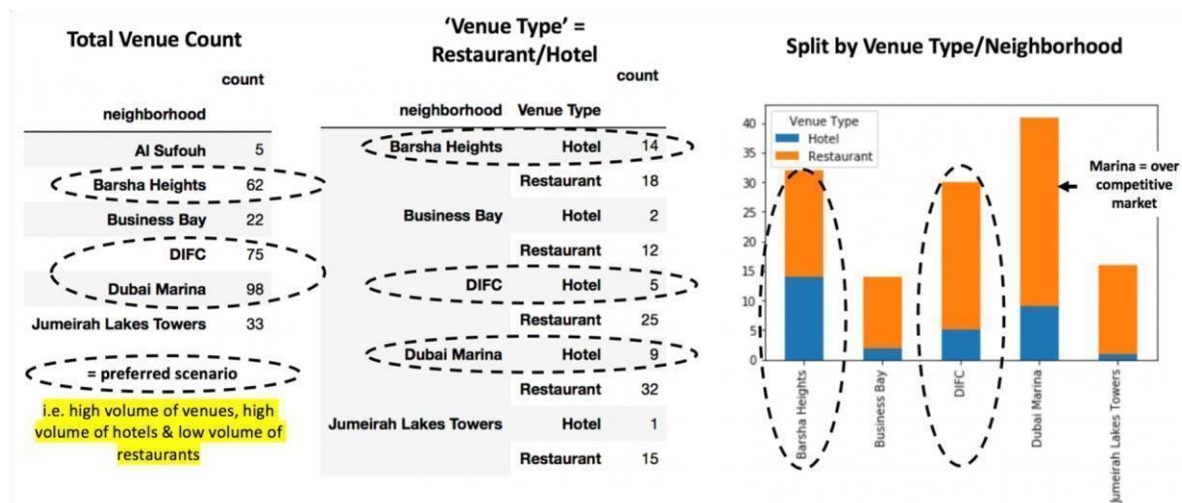 Total Venue Count
count
neighborhood
Al Sufouh 5
Barsha Heights 62
Business Bay 22
DIFC 75
Dubai Marina 98
Jumeirah Lakes Towers 33
= preferred scenario
i.e. high volume of venues, high
volume of hotels & low volume of
restaurants
‘Venue Type’ =
Restaurant/Hotel
count
neighborhood Venue Type
Barsha Heights Hotel 14
Restaurant 18
Business Bay Hotel 2
Restaurant 12
DIFC Hotel 5
Restaurant 25
Dubai Marina Hotel 9
Restaurant 32
Jumeirah Lakes Towers Hotel 1
Restaurant 15
Split by Venue Type/Neighborhood
Venue Type
Hotel
Restaurant
40
35
30
25
20
15
10
5
0
Marina = over
competitive
market
Barsha Heights
Business Bay
DIFC
Dubai Marina
Jumeirah Lakes Towers